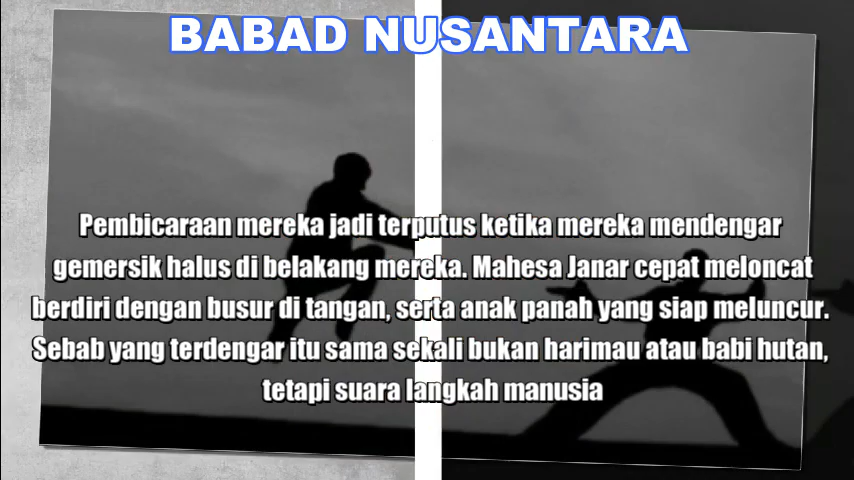 BABAD NUSANTARA
Pembicaraan mereka jadi terputus ketika mereka mendengar
gemersik halus di belakang mereka. Mahesa Janar cepat meloncat
berdiri dengan busur di tangan, serta anak panah yang siap meluncur.
Sebab yang terdengar itu sama sekali bukan harimau atau babi hutan,
tetapi suara langkah manusia